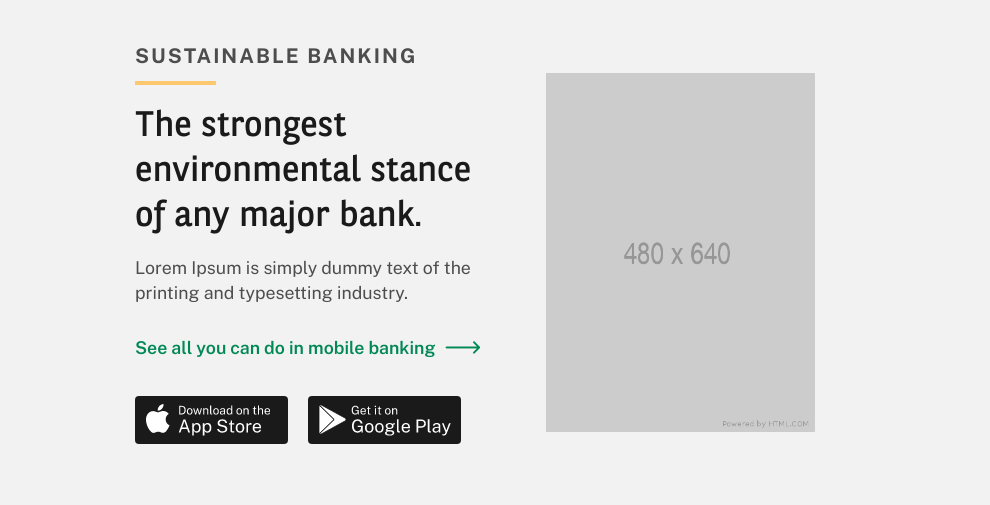 SUSTAINABLE BANKING
The strongest
environmental stance
of any major bank.
Lorem Ipsum is simply dummy text of the
printing and typesetting industry.
See all you can do in mobile banking
Download on the
App Store
Get it on
Google Play
480 x 640
Powered by HTML.COM